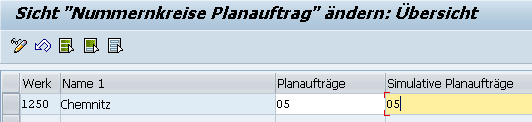 Sicht "Nummernkreise Planauftrag" ändern: Übersicht
Werk Name 1 Planaufträge Simulative Planaufträge
1250 Chemnitz 05 05